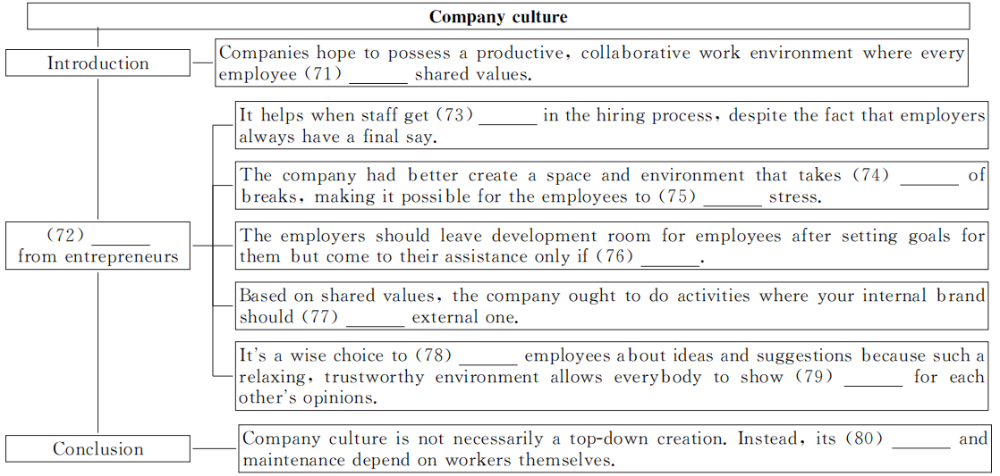 Company culture
Introduction
Companies hope to possess a productive, collaborative work environment where every
employee (71) ______ shared values.
(72) ______
from entrepreneurs
It helps when staff get (73) ______ in the hiring process, despite the fact that employers
always have a final say.
The company had better create a space and environment that takes (74) ______ of
breaks, making it possible for the employees to (75) ______ stress.
The employers should leave development room for employees after setting goals for
them but come to their assistance only if (76) ______.
Based on shared values, the company ought to do activities where your internal brand
should (77) ______ external one.
It's a wise choice to (78) ______ employees about ideas and suggestions because such a
relaxing, trustworthy environment allows everybody to show (79) ______ for each
other's opinions.
Conclusion
Company culture is not necessarily a top-down creation. Instead, its (80) ______ and
maintenance depend on workers themselves.